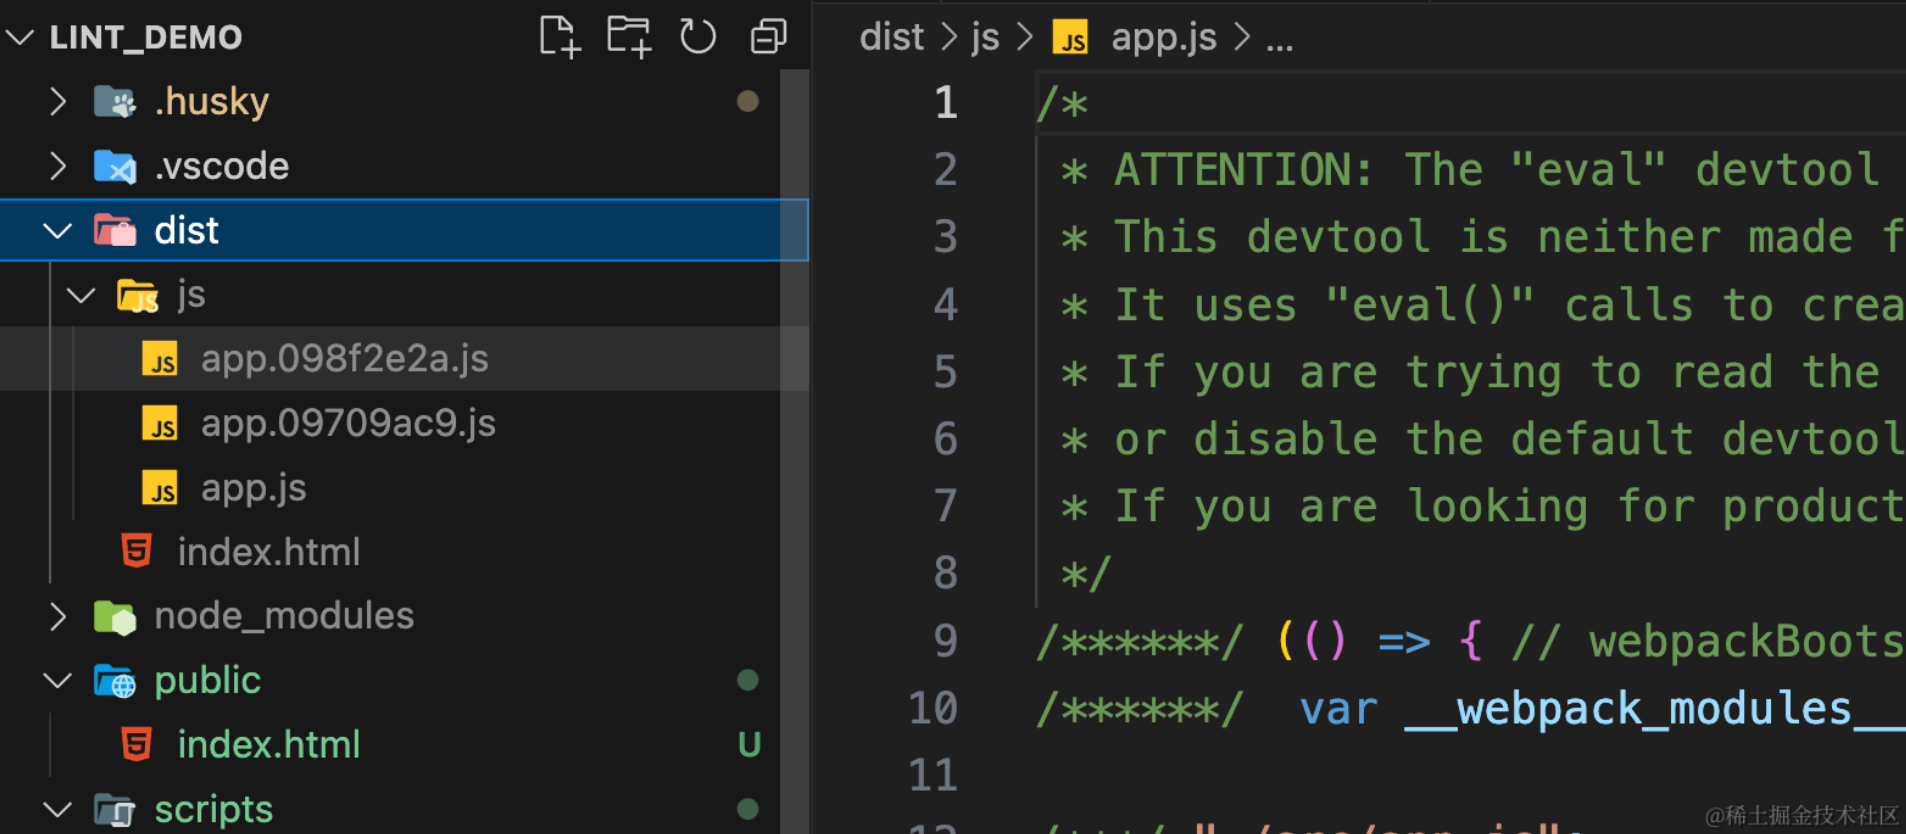 LINT_DEMO
.husky
.vscode
dist
js
app.098f2e2a.js
app.09709ac9.js
app.js
index.html
node_modules
public
index.html U
scripts
dist > js > JS app.js > ...
1 /*
2 * ATTENTION: The "eval" devtool
3 * This devtool is neither made f
4 * It uses "eval()" calls to crea
5 * If you are trying to read the
6 * or disable the default devtool
7 * If you are looking for product
8 */
9 /******/ (() => { // webpackBoots
10 /******/ var __webpack_modules__
11
@稀土掘金技术社区